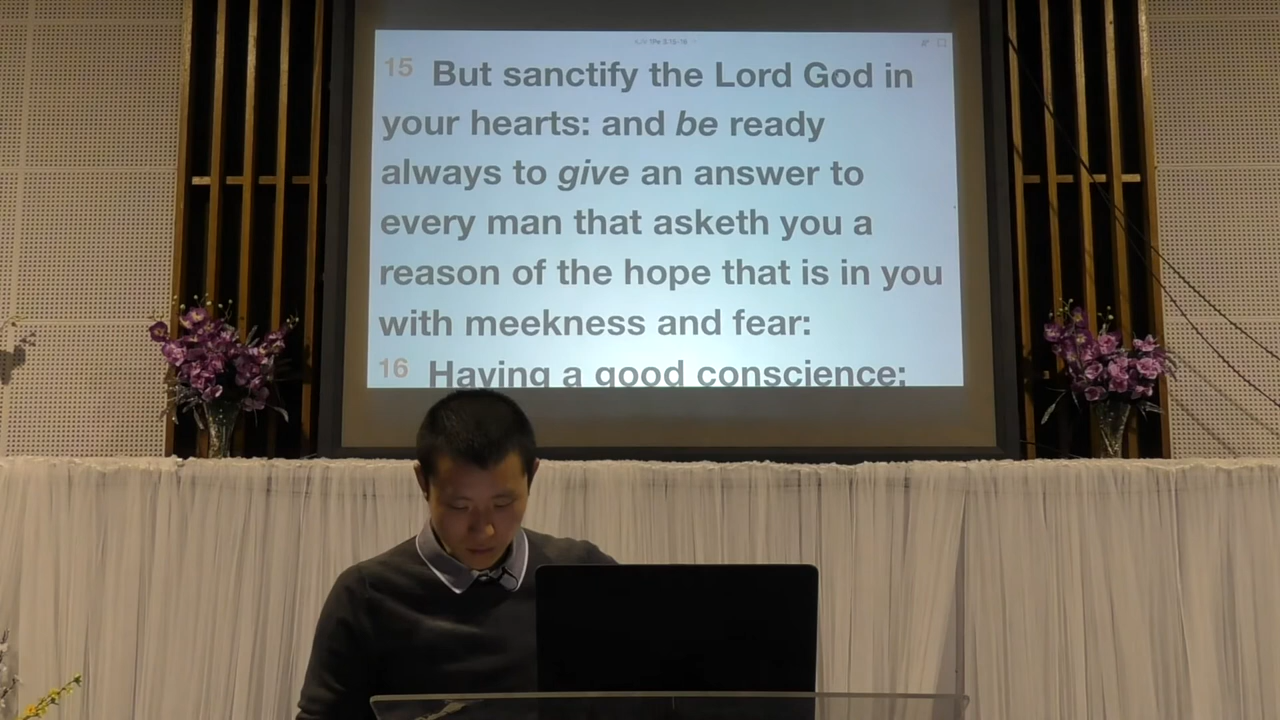 15 But sanctify the Lord God in
your hearts: and be ready
always to give an answer to
every man that asketh you a
reason of the hope that is in you
with meekness and fear:
16 Having a good conscience;